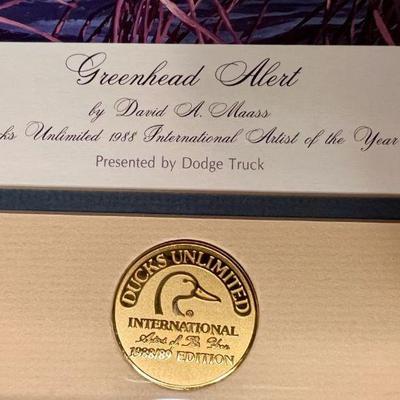 Greenhead Alert
by David A. Maass
cks Unlimited 1988 International Artist of the Year
Presented by Dodge Truck
DUCKS UNLIMITED
INTERNATIONAL
Artist of The Year
1988/89 EDITION